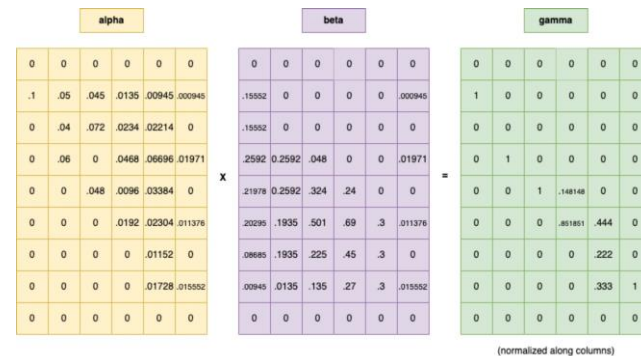 alpha beta gamma
0 0 0 0 0 0 0 0 0 0 0 0 0 0 0 0 0 0
.1 .05 .045 .0135 .00945 .000945 .15552 0 0 0 0 .000945 1 0 0 0 0 0
0 .04 .072 .0234 .02214 0 .15552 0 0 0 0 0 0 0 0 0 0 0
0 .06 0 .0468 .06696 .01971 .2592 0.2592 .048 0 0 .01971 0 1 0 0 0 0
0 0 .048 .0096 .03384 0 x .21978 0.2592 .324 .24 0 0 = 0 0 1 .148148 0 0
0 0 0 .0192 .02304 .011376 .20295 .1935 .501 .69 .3 .011376 0 0 0 .851851 .444 0
0 0 0 0 .01152 0 .08685 .1935 .225 .45 .3 0 0 0 0 0 .222 0
0 0 0 0 .01728 .015552 .00945 .0135 .135 .27 .3 .015552 0 0 0 0 .333 1
0 0 0 0 0 0 0 0 0 0 0 0 0 0 0 0 0 0
(normalized along columns)